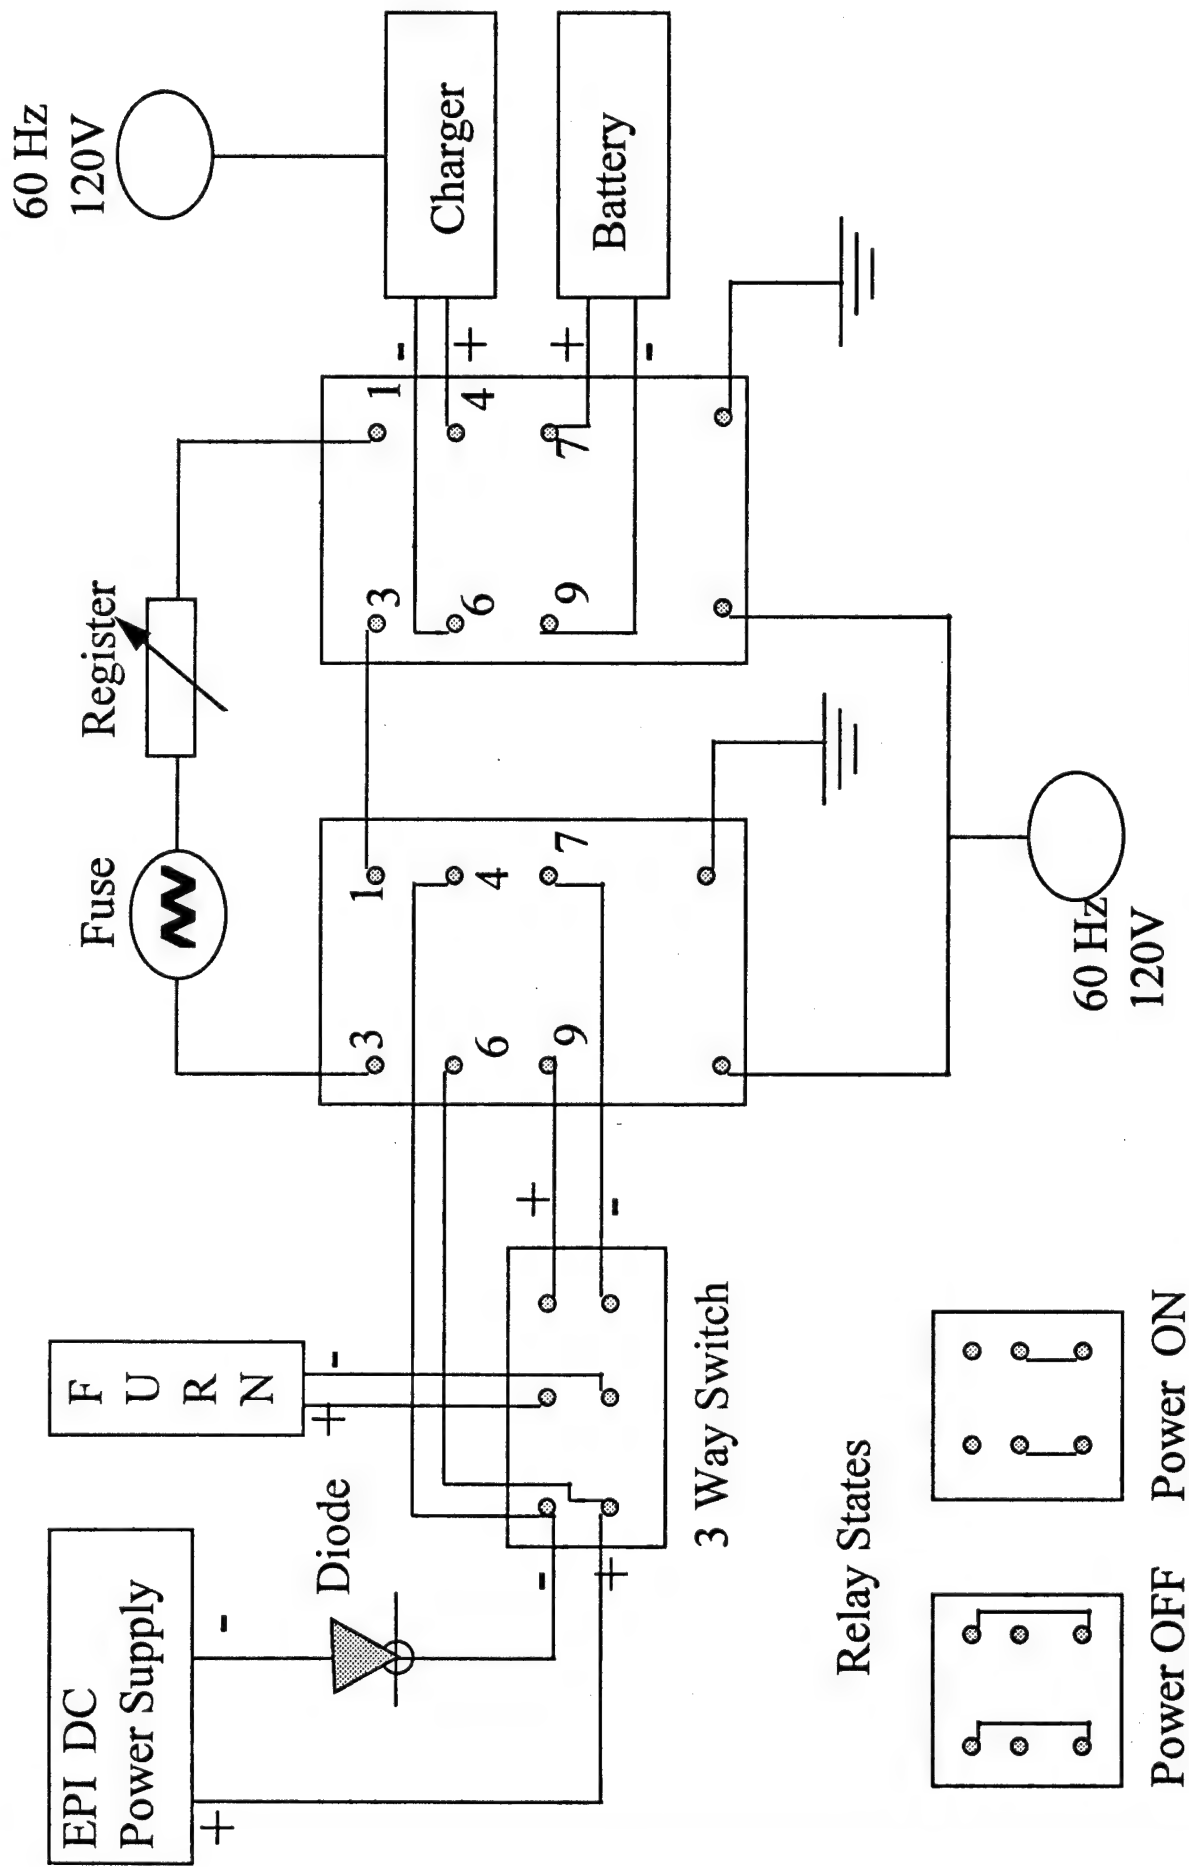 EPI DC
Power Supply
+
-
Diode
-
+
F
U
R
N
+
-
3 Way Switch
+
-
Fuse
Register
3
1
6
4
9
7
3
1
6
4
9
7
-
+
+
-
60 Hz
120V
Charger
Battery
60 Hz
120V
Relay States
Power OFF
Power ON